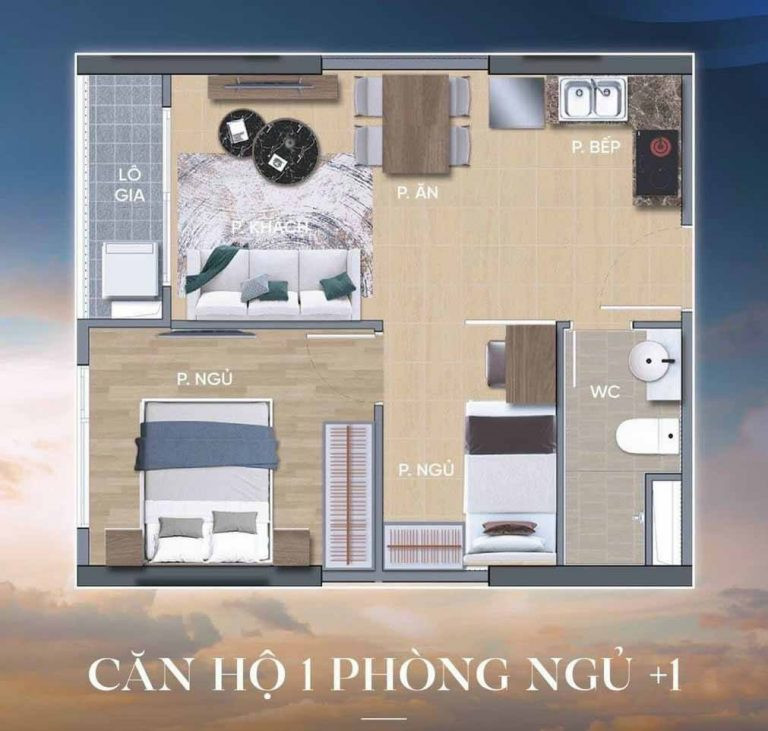 P. BẾP
LÔ
GIA
P. ĂN
P. KHÁCH
P. NGỦ
WC
P. NGỦ
CĂN HỘ 1 PHÒNG NGỦ +1